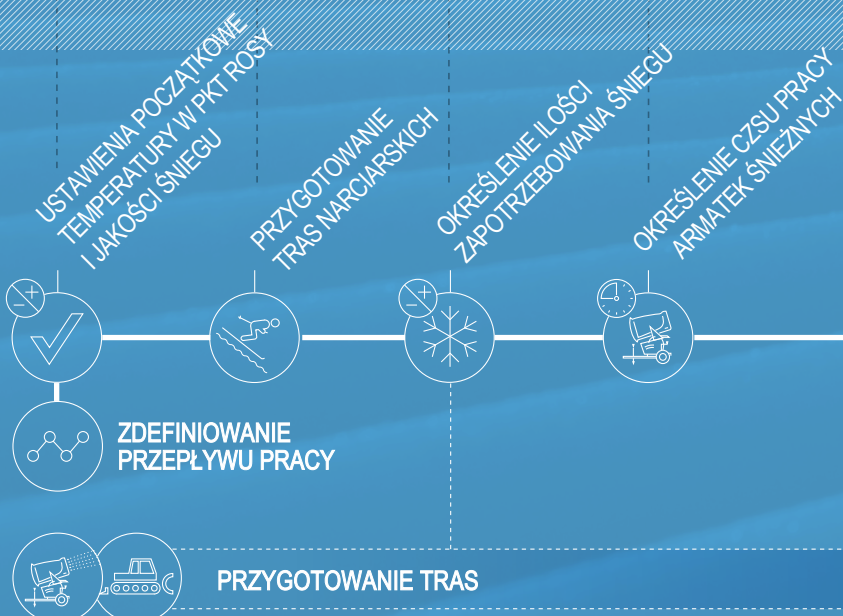 USTAWIENIA POCZĄTKOWE
TEMPERATURY W PKT ROSY
I JAKOŚCI ŚNIEGU
PRZYGOTOWANIE
TRAS NARCIARSKICH
OKREŚLENIE ILOŚCI
ZAPOTRZEBOWANIA ŚNIEGU
OKREŚLENIE CZSU PRACY
ARMATEK ŚNIEŻNYCH
ZDEFINIOWANIE
PRZEPŁYWU PRACY
PRZYGOTOWANIE TRAS